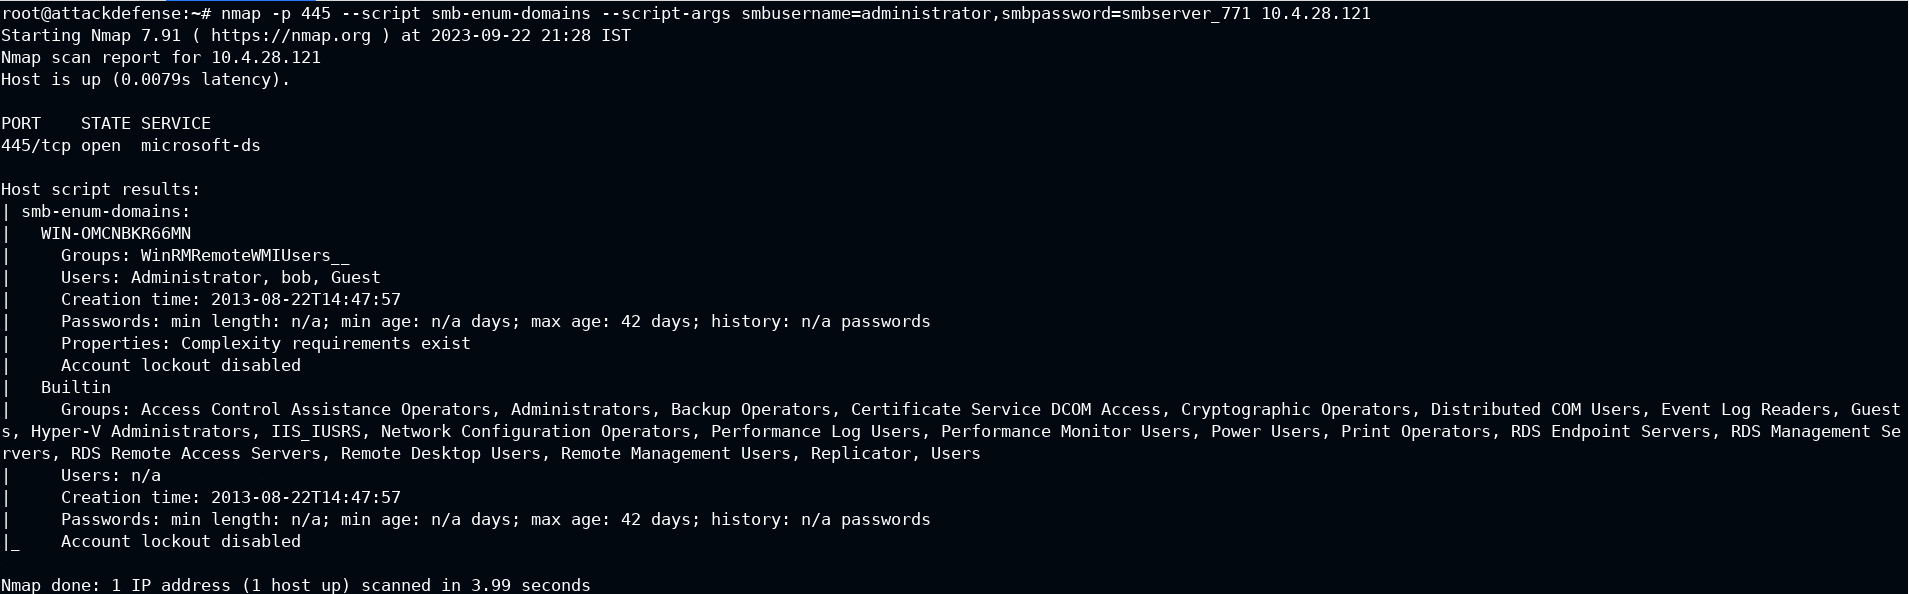 root@attackdefense:~# nmap -p 445 --script smb-enum-domains --script-args smbusername=administrator,smbpassword=smbserver_771 10.4.28.121
Starting Nmap 7.91 ( https://nmap.org ) at 2023-09-22 21:28 IST
Nmap scan report for 10.4.28.121
Host is up (0.0079s latency).

PORT    STATE SERVICE
445/tcp open  microsoft-ds

Host script results:
| smb-enum-domains:
|   WIN-OMCNBKR66MN
|     Groups: WinRMRemoteWMIUsers__
|     Users: Administrator, bob, Guest
|     Creation time: 2013-08-22T14:47:57
|     Passwords: min length: n/a; min age: n/a days; max age: 42 days; history: n/a passwords
|     Properties: Complexity requirements exist
|     Account lockout disabled
|   Builtin
|     Groups: Access Control Assistance Operators, Administrators, Backup Operators, Certificate Service DCOM Access, Cryptographic Operators, Distributed COM Users, Event Log Readers, Guest
s, Hyper-V Administrators, IIS_IUSRS, Network Configuration Operators, Performance Log Users, Performance Monitor Users, Power Users, Print Operators, RDS Endpoint Servers, RDS Management Se
rvers, RDS Remote Access Servers, Remote Desktop Users, Remote Management Users, Replicator, Users
|     Users: n/a
|     Creation time: 2013-08-22T14:47:57
|     Passwords: min length: n/a; min age: n/a days; max age: 42 days; history: n/a passwords
|_    Account lockout disabled

Nmap done: 1 IP address (1 host up) scanned in 3.99 seconds